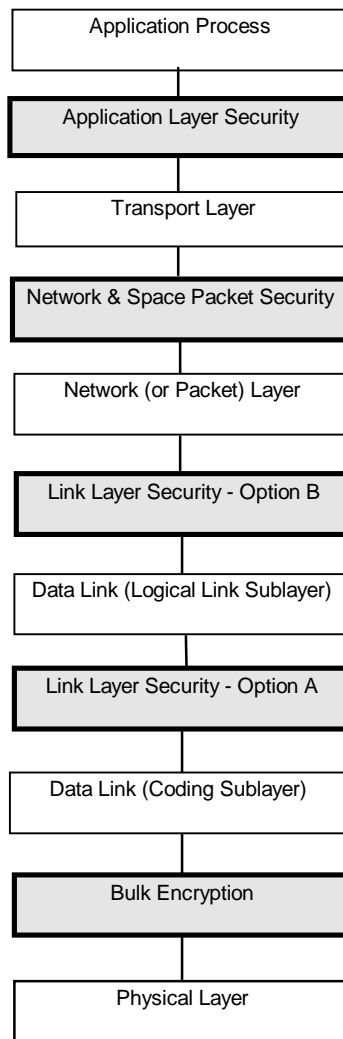 Application Process
Application Layer Security
Transport Layer
Network & Space Packet Security
Network (or Packet) Layer
Link Layer Security - Option B
Data Link (Logical Link Sublayer)
Link Layer Security - Option A
Data Link (Coding Sublayer)
Bulk Encryption
Physical Layer